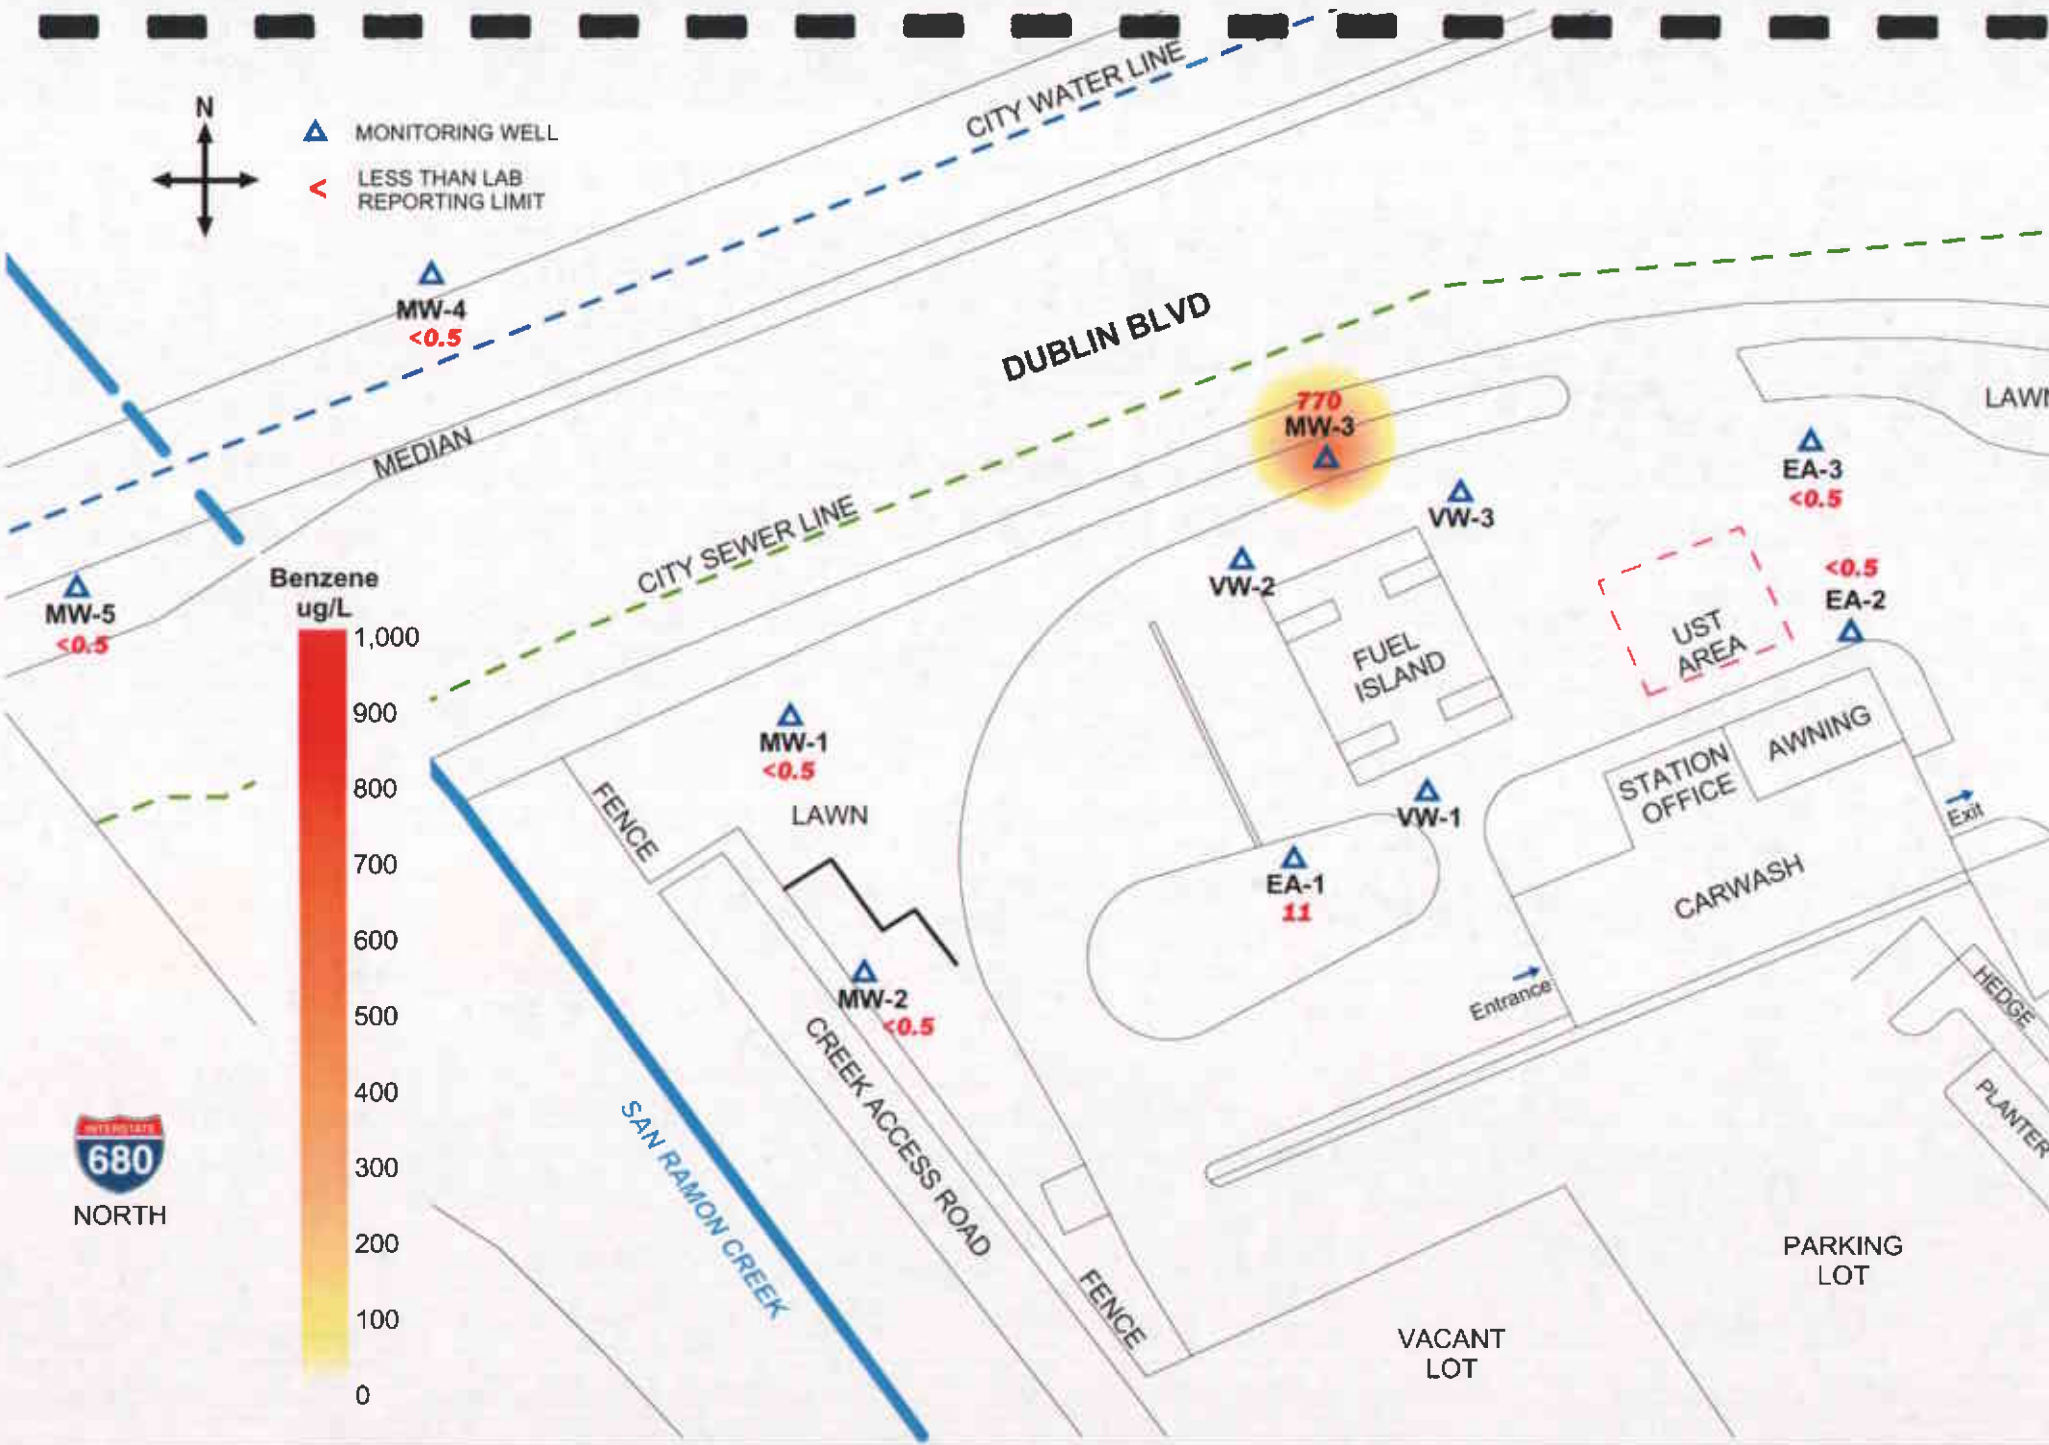 N
MONITORING WELL
<
LESS THAN LAB
REPORTING LIMIT
CITY WATER LINE
MW-4
<0.5
DUBLIN BLVD
MEDIAN
CITY SEWER LINE
770
MW-3
LAWN
EA-3
<0.5
VW-3
VW-2
<0.5
EA-2
MW-5
<0.5
Benzene
ug/L
1,000
900
800
700
600
500
400
300
200
100
0
FUEL
ISLAND
UST
AREA
MW-1
<0.5
LAWN
FENCE
STATION
OFFICE
AWNING
VW-1
Exit
EA-1
11
CARWASH
MW-2
<0.5
Entrance
HEDGE
PLANTER
CREEK ACCESS ROAD
SAN RAMON CREEK
INTERSTATE
680
NORTH
FENCE
PARKING
LOT
VACANT
LOT